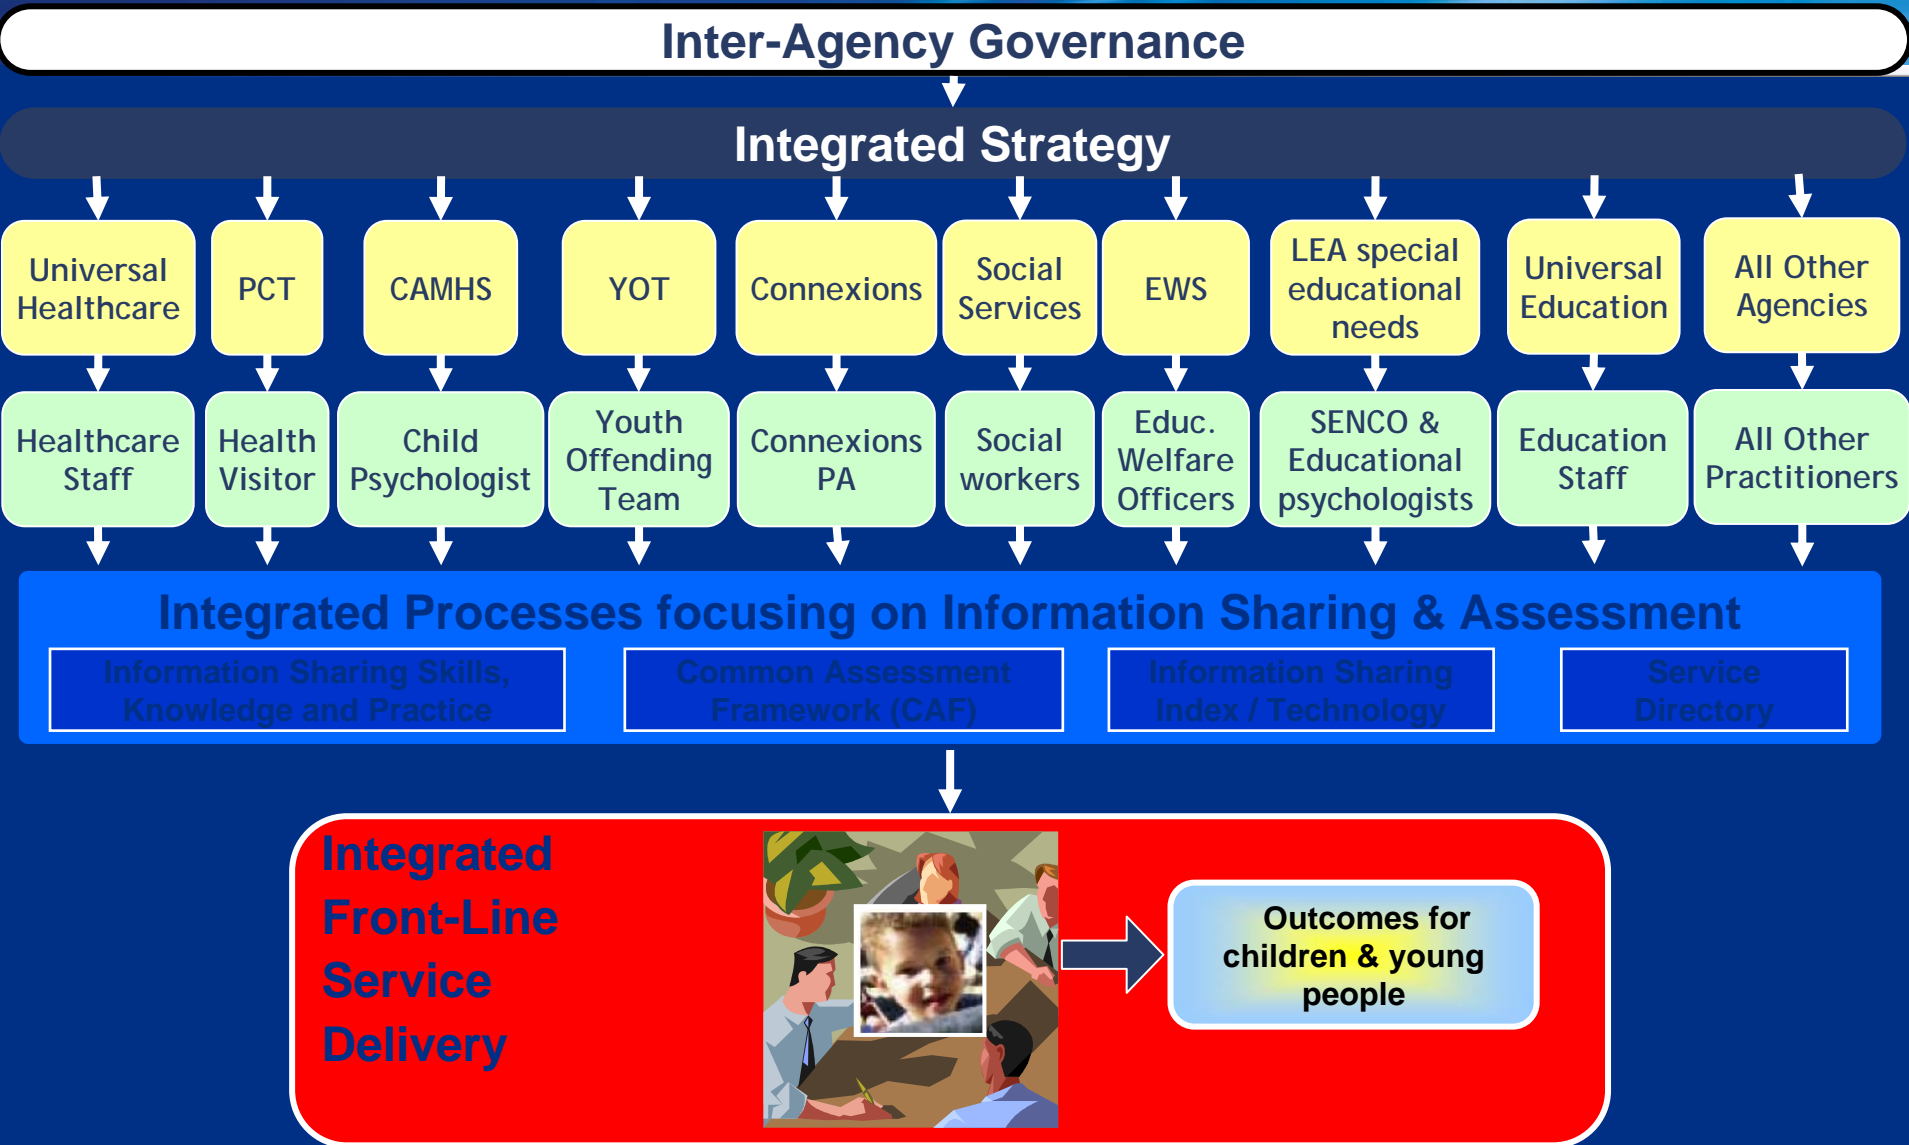 Inter-Agency Governance
Integrated Strategy
Universal
Healthcare
PCT
CAMHS
YOT
Connexions
Social
Services
EWS
LEA special
educational
needs
Universal
Education
All Other
Agencies
Healthcare
Staff
Health
Visitor
Child
Psychologist
Youth
Offending
Team
Connexions
PA
Social
workers
Educ.
Welfare
Officers
SENCO &
Educational
psychologists
Education
Staff
All Other
Practitioners
Integrated Processes focusing on Information Sharing & Assessment
Information Sharing Skills,
Knowledge and Practice
Common Assessment
Framework (CAF)
Information Sharing
Index / Technology
Service
Directory
Integrated
Front-Line
Service
Delivery
Outcomes for
children & young
people